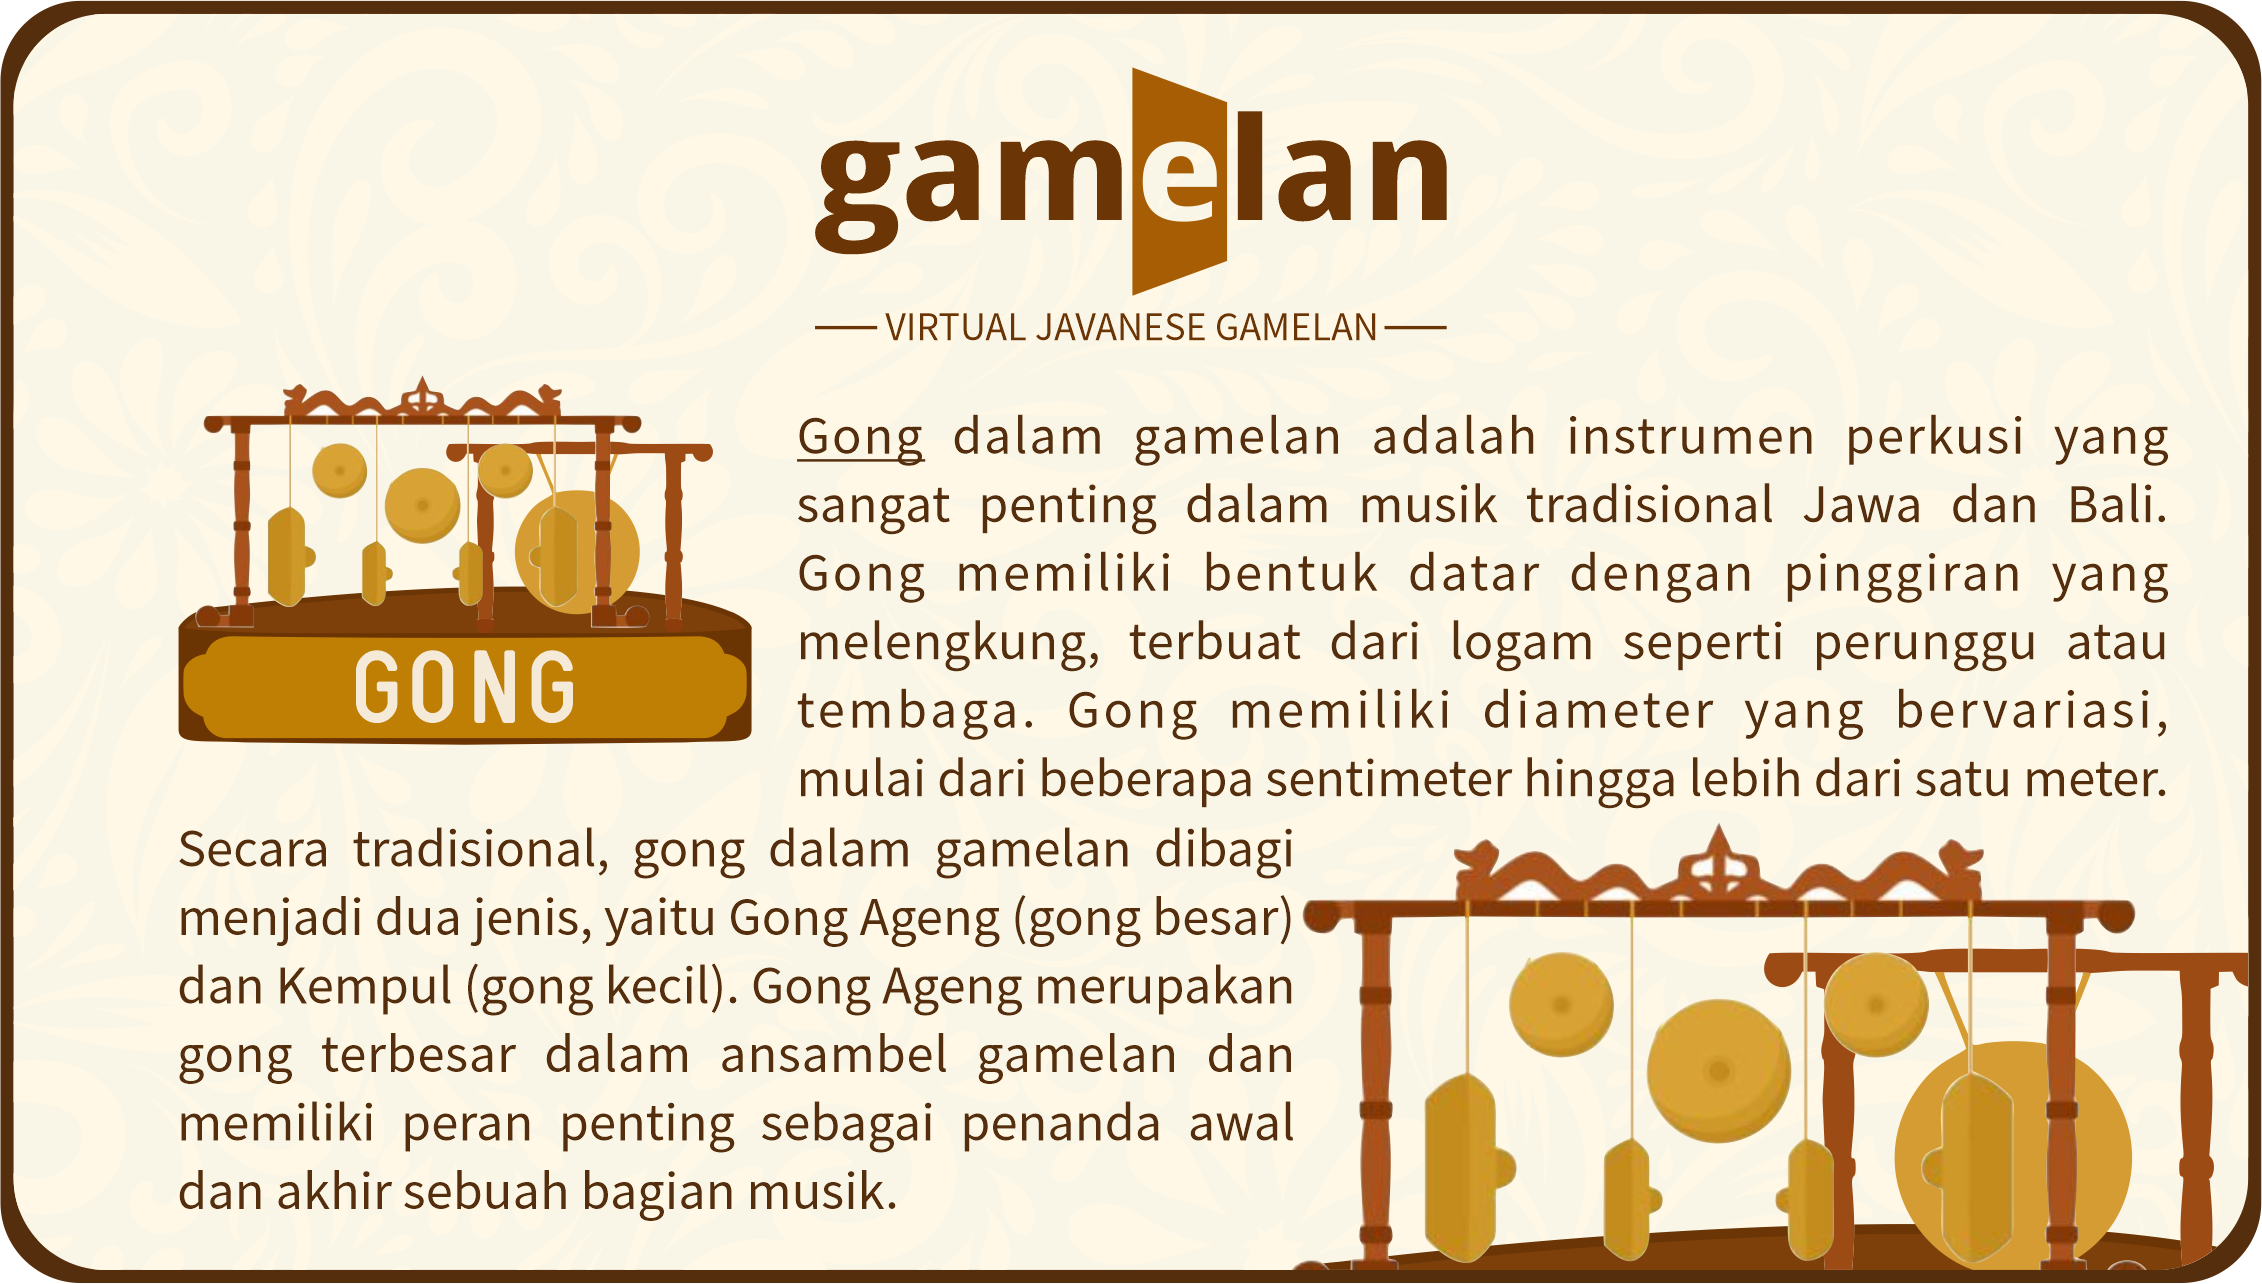 gamelan
VIRTUAL JAVANESE GAMELAN
GONG
Gong dalam gamelan adalah instrumen perkusi yang
sangat penting dalam musik tradisional Jawa dan Bali.
Gong memiliki bentuk datar dengan pinggiran yang
melengkung, terbuat dari logam seperti perunggu atau
tembaga. Gong memiliki diameter yang bervariasi,
mulai dari beberapa sentimeter hingga lebih dari satu meter.
Secara tradisional, gong dalam gamelan dibagi
menjadi dua jenis, yaitu Gong Ageng (gong besar)
dan Kempul (gong kecil). Gong Ageng merupakan
gong terbesar dalam ansambel gamelan dan
memiliki peran penting sebagai penanda awal
dan akhir sebuah bagian musik.